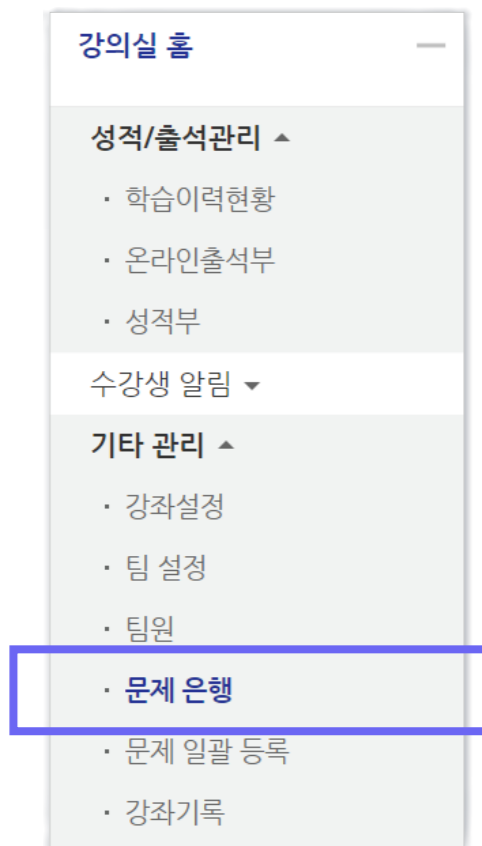 강의실 홈
성적/출석관리
· 학습이력현황
· 온라인출석부
· 성적부
수강생 알림
기타 관리
· 강좌설정
· 팀 설정
· 팀원
· 문제 은행
· 문제 일괄 등록
· 강좌기록